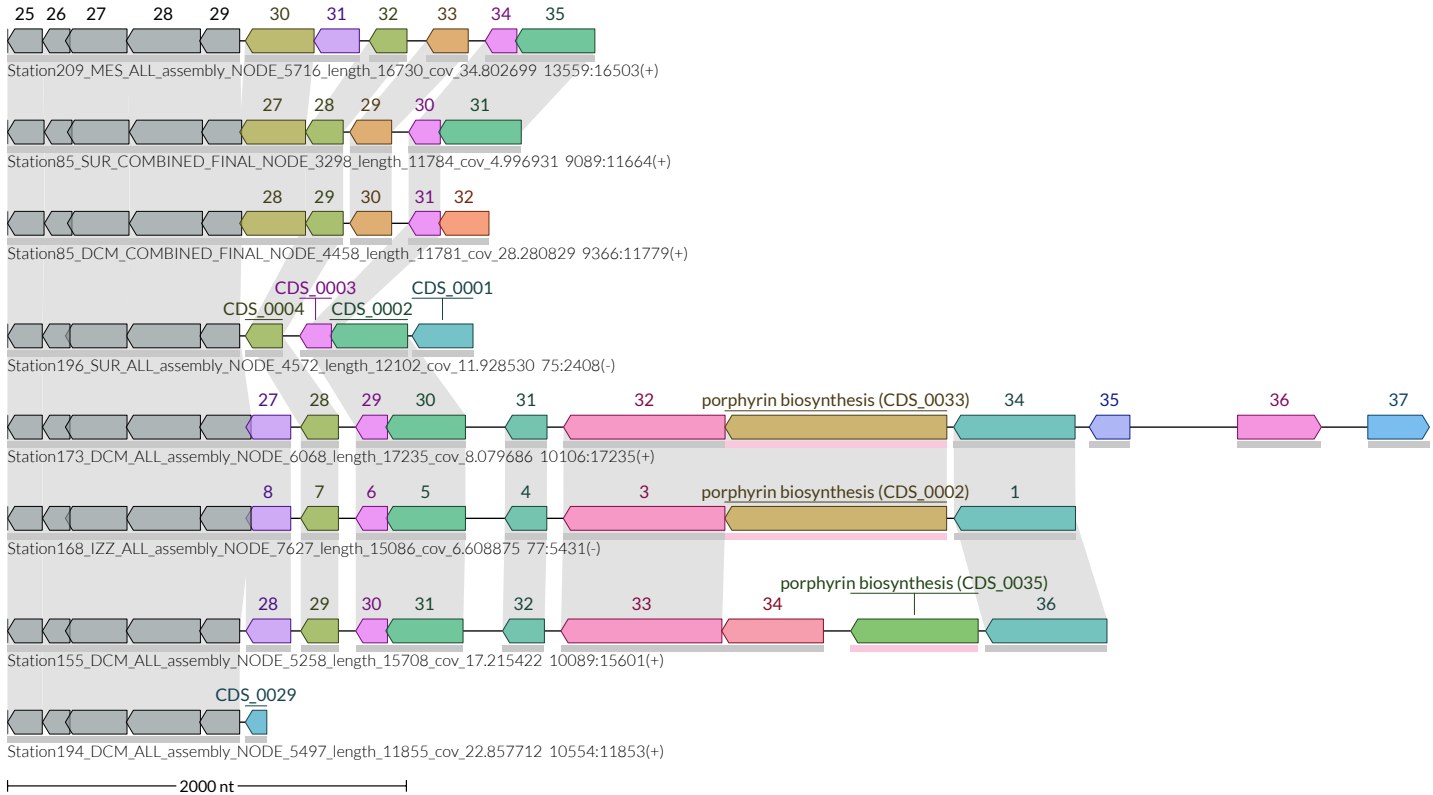 25 26 27 28 29 30 31 32 33 34 35
Station209_MES_ALL_assembly_NODE_5716_length_16730_cov_34.802699 13559:16503(+)
27 28 29 30 31
Station85_SUR_COMBINED_FINAL_NODE_3298_length_11784_cov_4.996931 9089:11664(+)
28 29 30 31 32
Station85_DCM_COMBINED_FINAL_NODE_4458_length_11781_cov_28.280829 9366:11779(+)
CDS_0003 CDS_0001
CDS_0004 CDS_0002
Station196_SUR_ALL_assembly_NODE_4572_length_12102_cov_11.928530 75:2408(-)
27 28 29 30 31 32 porphyrin biosynthesis (CDS_0033) 34 35 36 37
Station173_DCM_ALL_assembly_NODE_6068_length_17235_cov_8.079686 10106:17235(+)
8 7 6 5 4 3 porphyrin biosynthesis (CDS_0002) 1
Station168_IZZ_ALL_assembly_NODE_7627_length_15086_cov_6.608875 77:5431(-)
porphyrin biosynthesis (CDS_0035)
28 29 30 31 32 33 34 36
Station155_DCM_ALL_assembly_NODE_5258_length_15708_cov_17.215422 10089:15601(+)
CDS_0029
Station194_DCM_ALL_assembly_NODE_5497_length_11855_cov_22.857712 10554:11853(+)
2000 nt